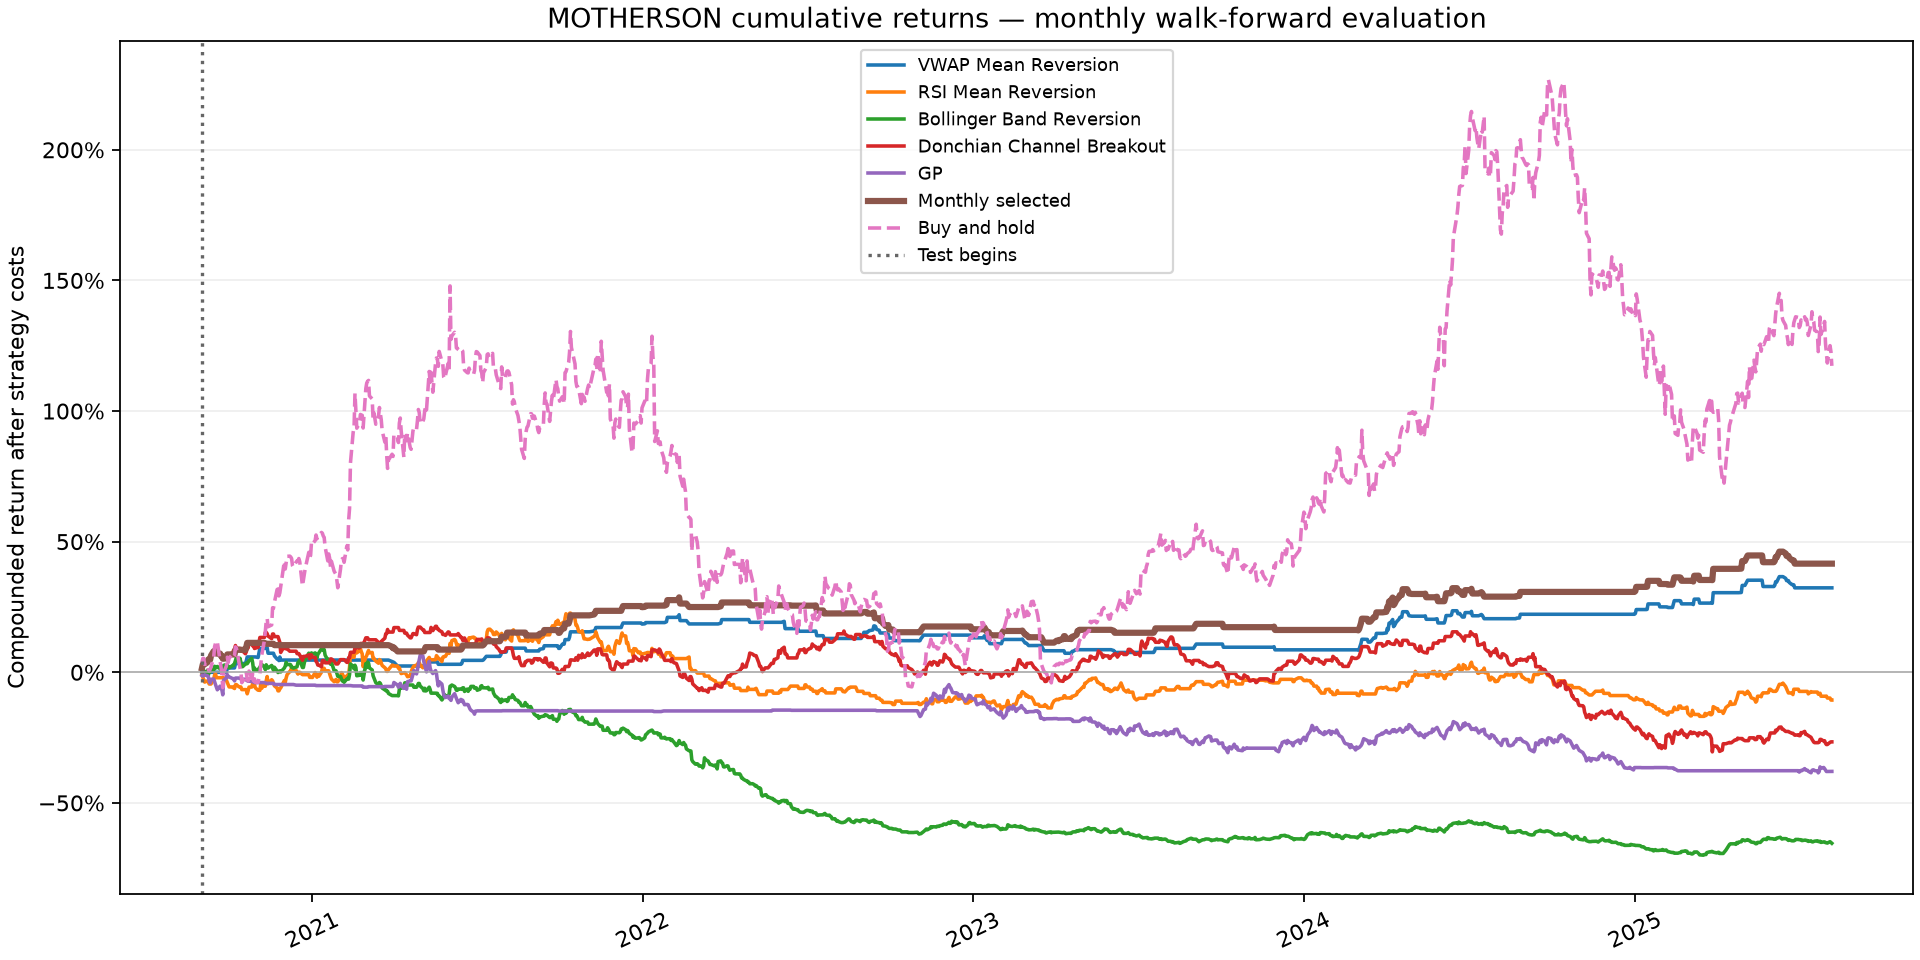 MOTHERSON cumulative returns — monthly walk-forward evaluation
VWAP Mean Reversion
RSI Mean Reversion
Bollinger Band Reversion
Donchian Channel Breakout
GP
Monthly selected
Buy and hold
Test begins
Compounded return after strategy costs
200%
150%
100%
50%
0%
−50%
2021
2022
2023
2024
2025